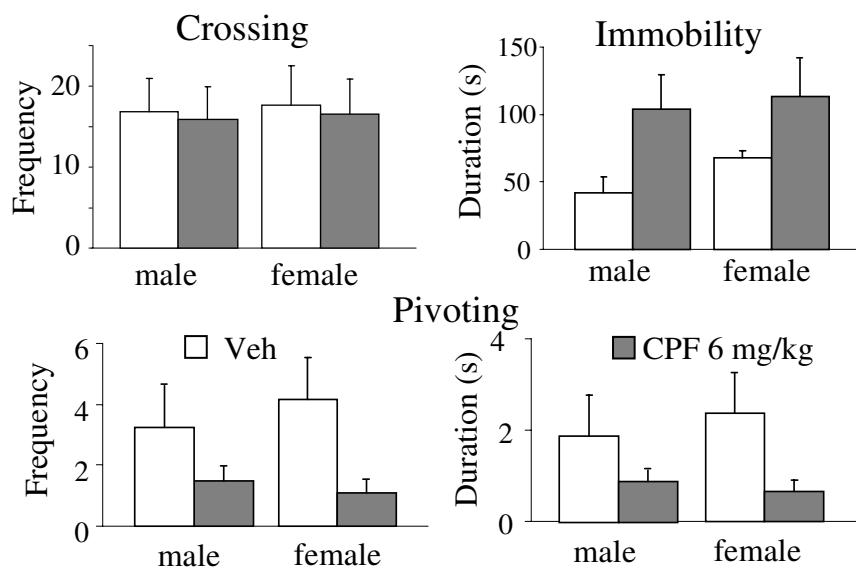 Crossing
Frequency
20
10
0
male female
Immobility
Duration (s)
150
100
50
0
male female
Pivoting
Veh
Frequency
6
4
2
0
male female
CPF 6 mg/kg
Duration (s)
4
2
0
male female